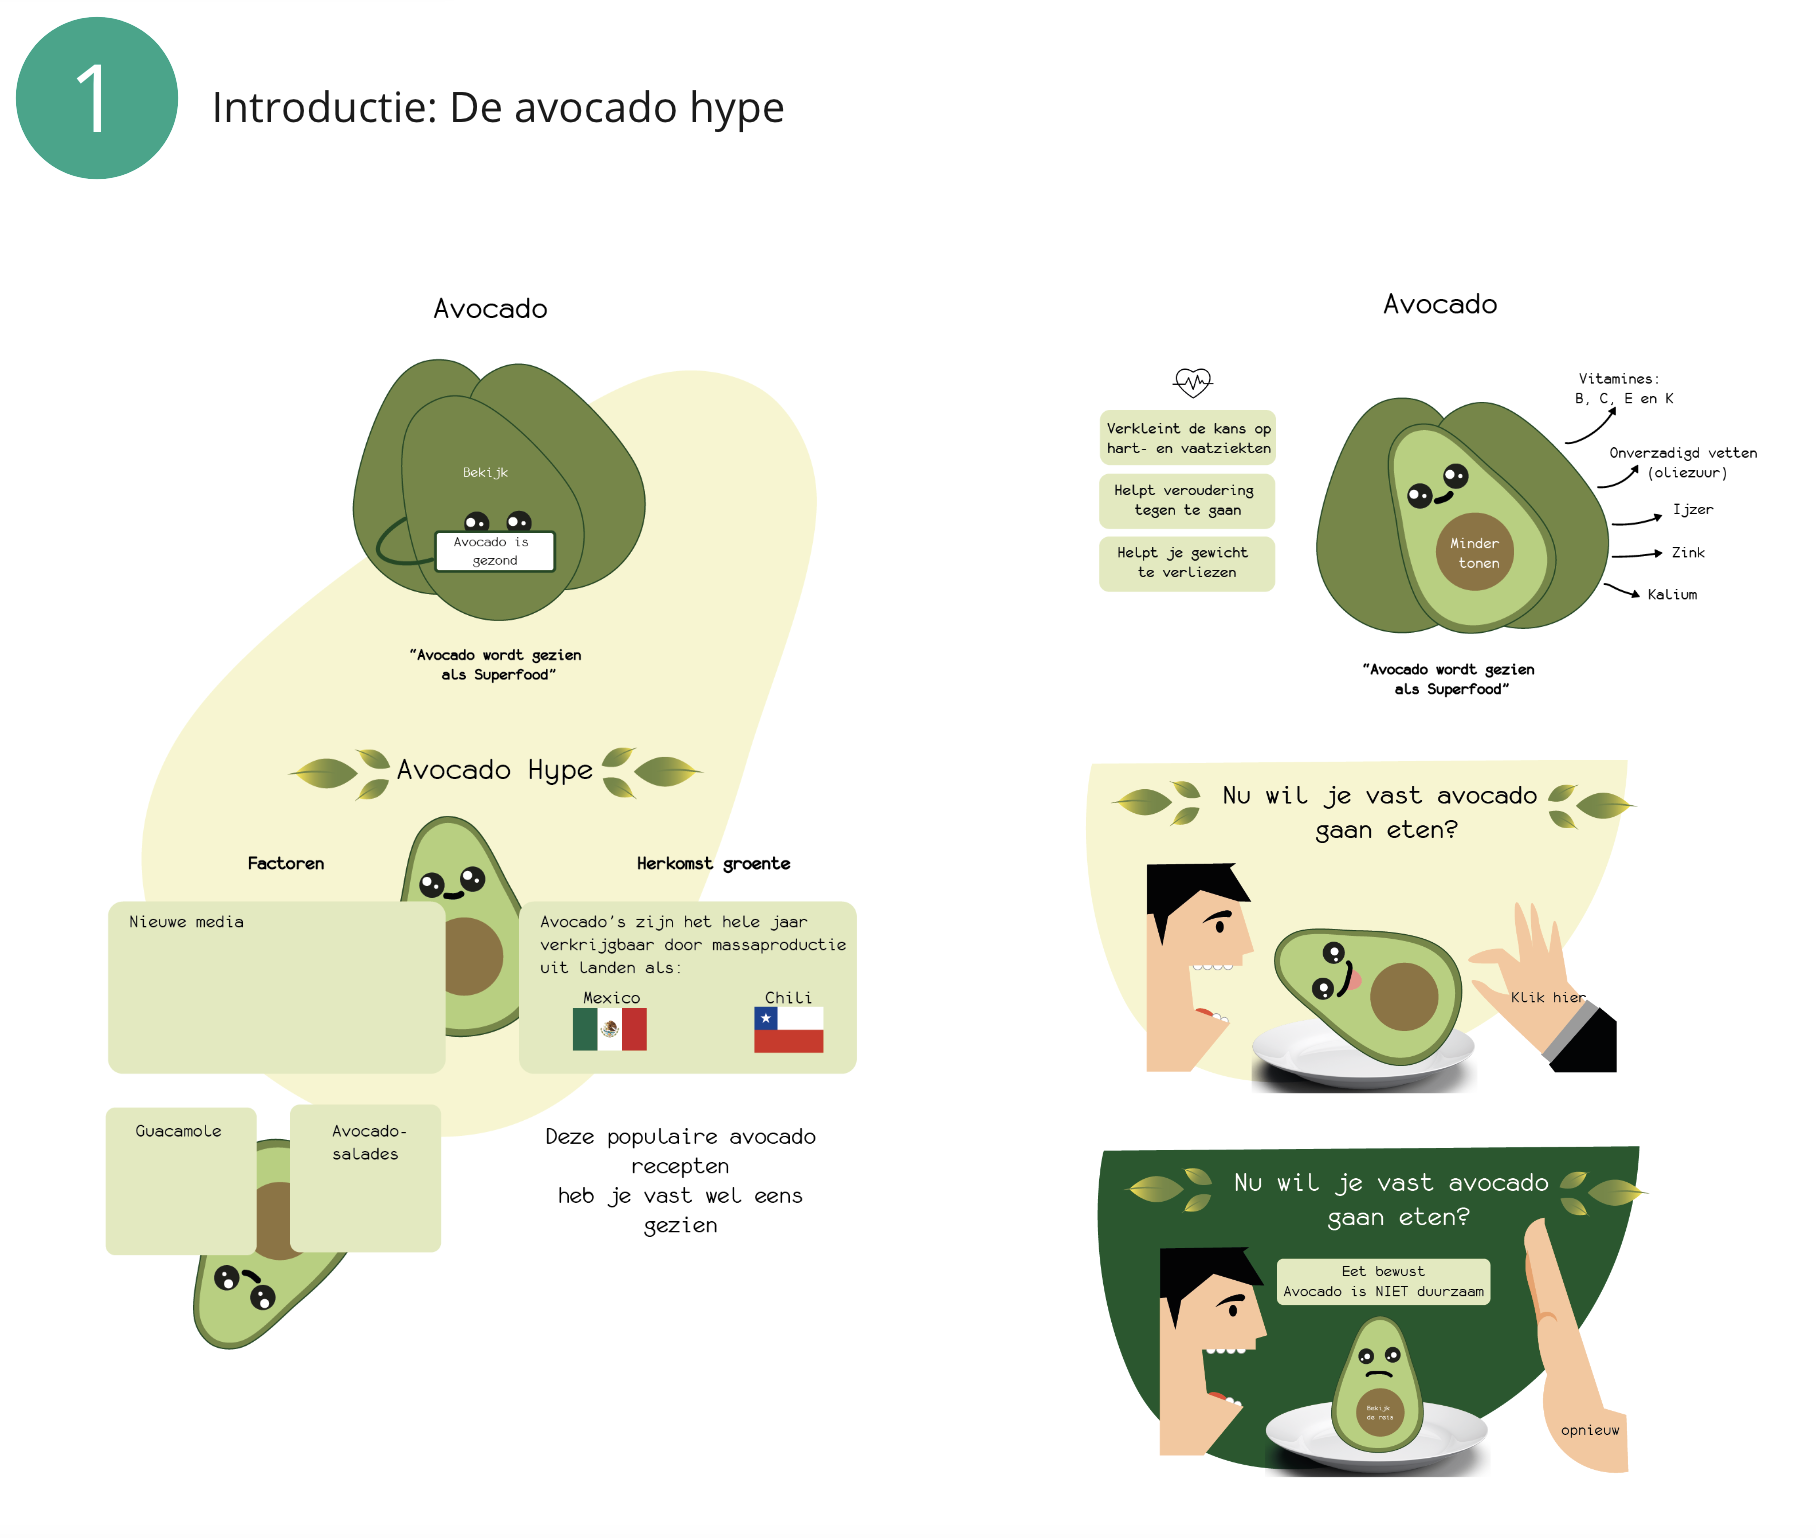 1
Introductie: De avocado hype
Avocado
Bekijk
Avocado is
gezond
"Avocado wordt gezien
als Superfood"
Avocado Hype
Factoren
Nieuwe media
Herkomst groente
Avocado's zijn het hele jaar
verkrijgbaar door massaproductie
uit landen als:
Mexico
Chili
Guacamole
Avocado-
salades
Deze populaire avocado
recepten
heb je vast wel eens
gezien
Avocado
Verkleint de kans op
hart- en vaatziekten
Helpt veroudering
tegen te gaan
Helpt je gewicht
te verliezen
Minder
tonen
Vitamines:
B, C, E en K
Onverzadigd vetten
(oliezuur)
Ijzer
Zink
Kalium
"Avocado wordt gezien
als Superfood"
Nu wil je vast avocado
gaan eten?
Klik hier
Nu wil je vast avocado
gaan eten?
Eet bewust
Avocado is NIET duurzaam
Bekijk
de reis
opnieuw